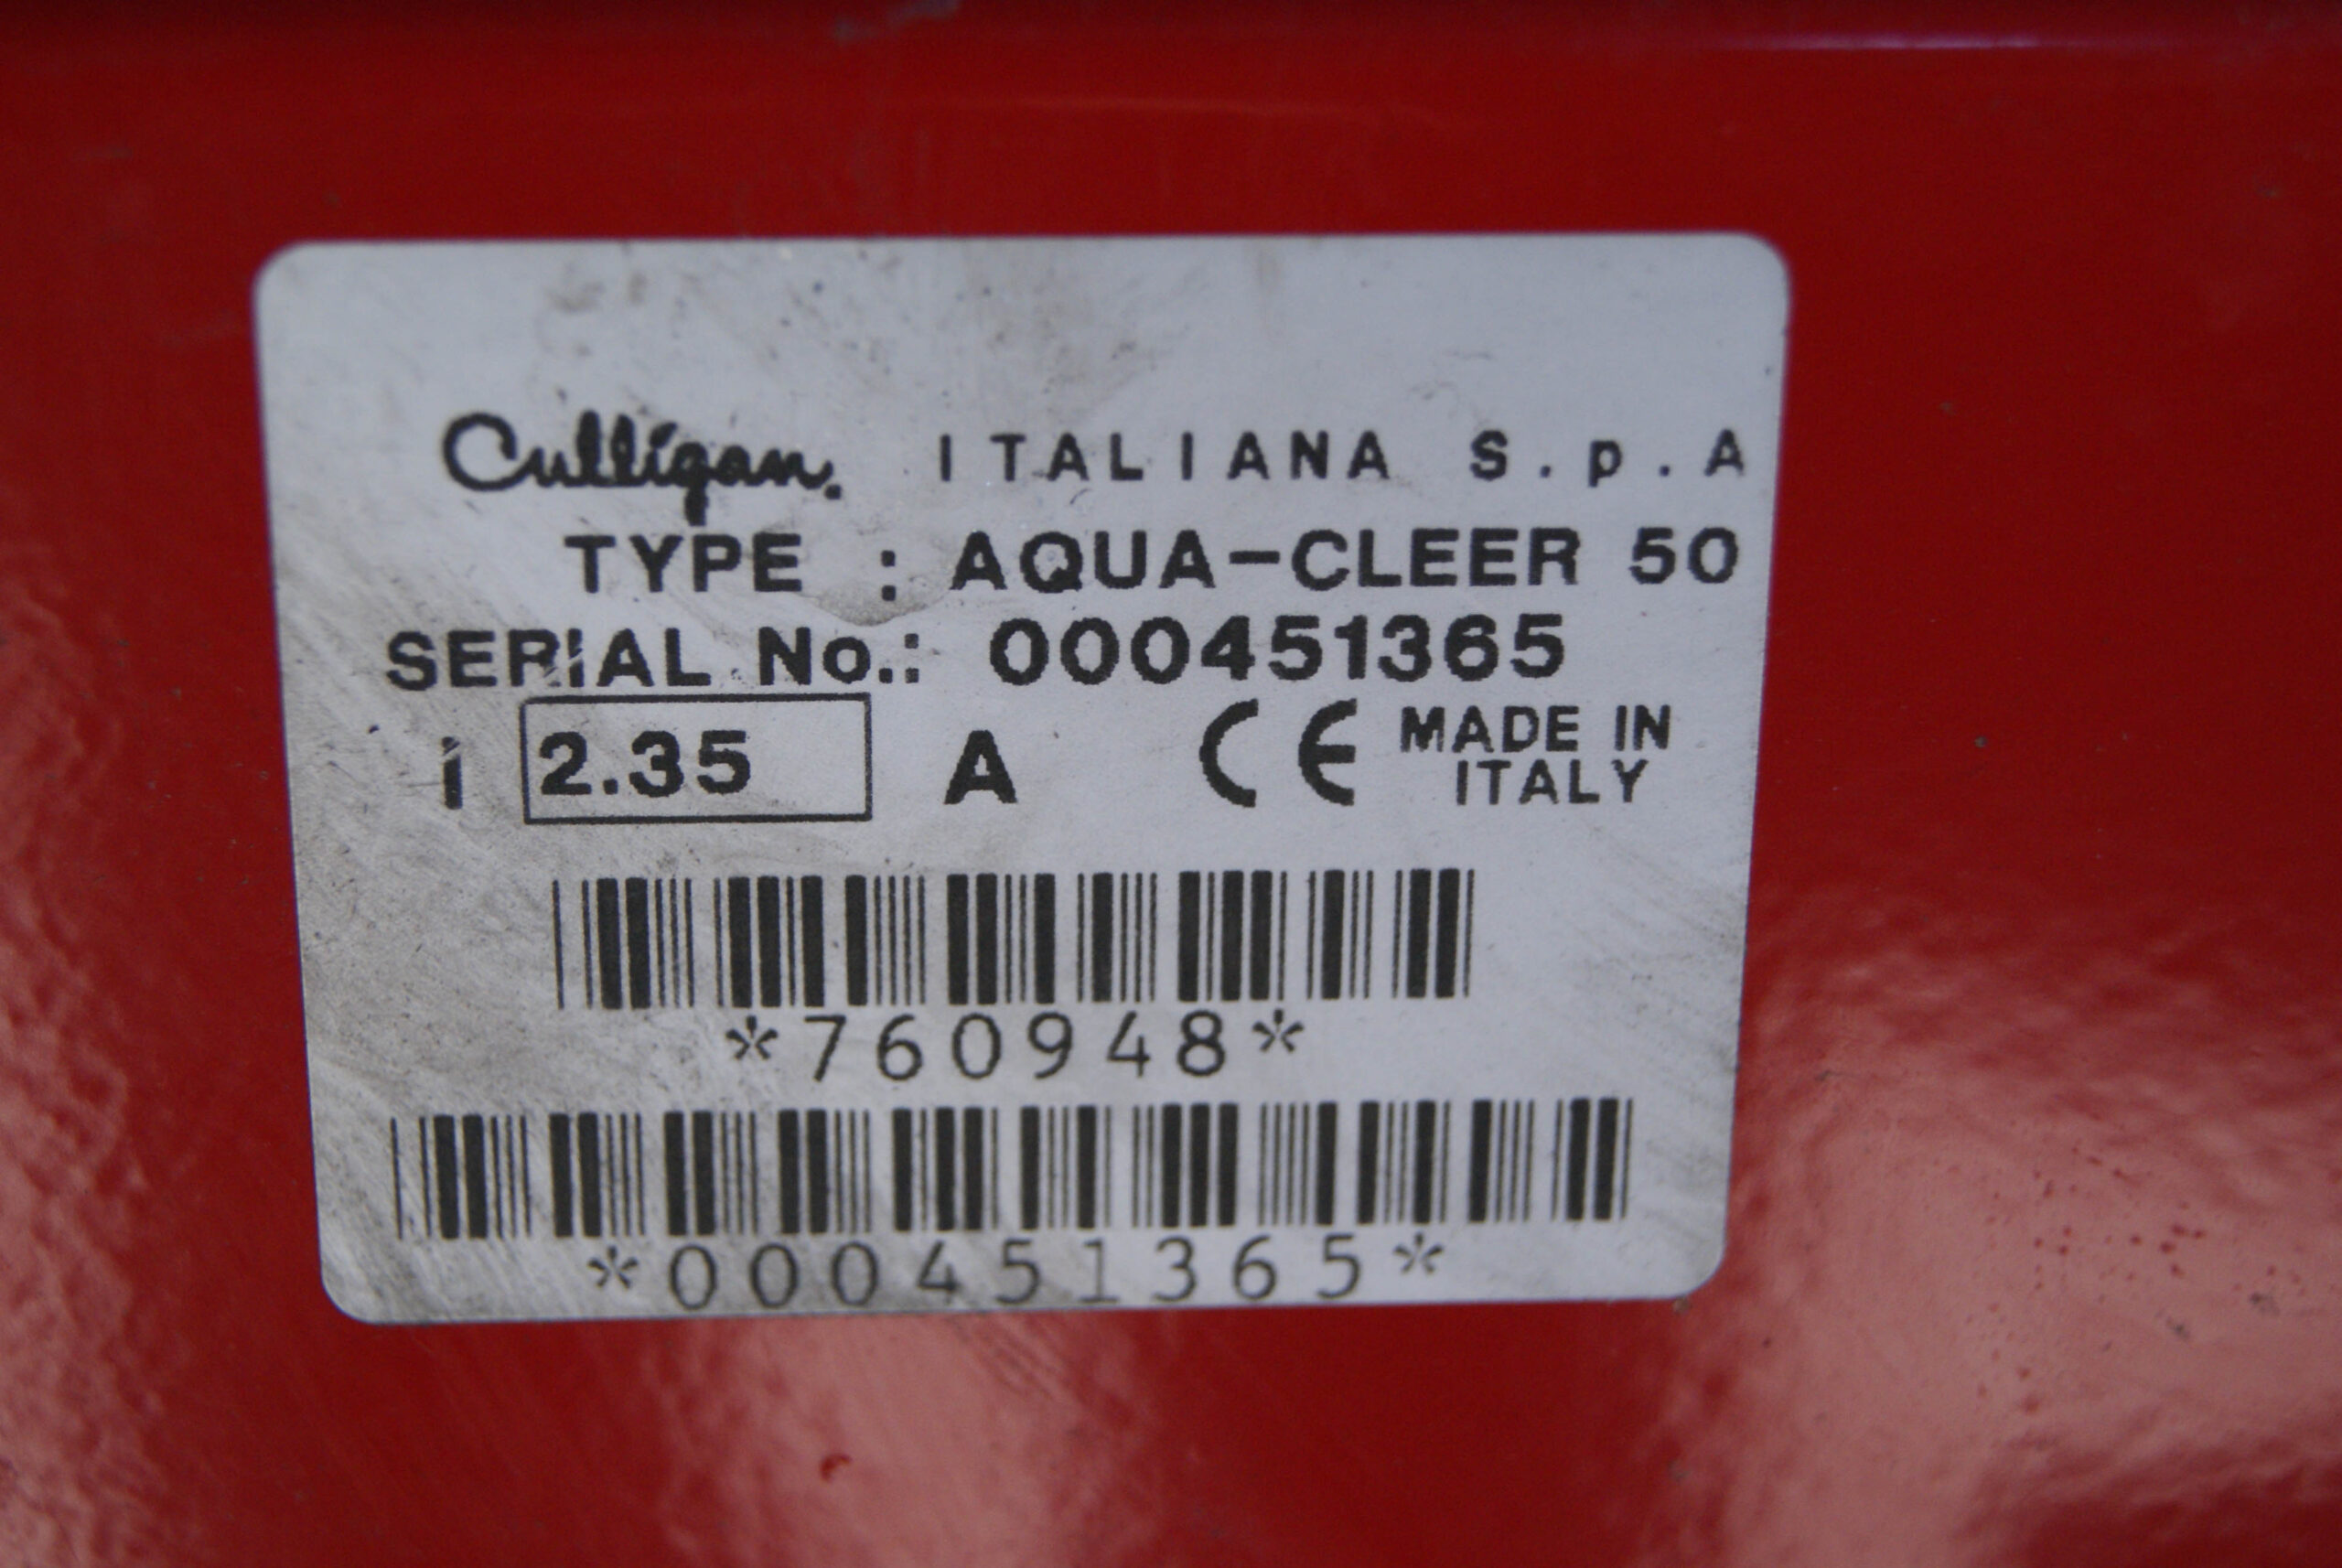 Culligan. ITALIANA S.p.A
TYPE : AQUA-CLEER 50
SERIAL No.: 000451365
i 2.35 A CE MADE IN
ITALY
*760948*
*000451365*